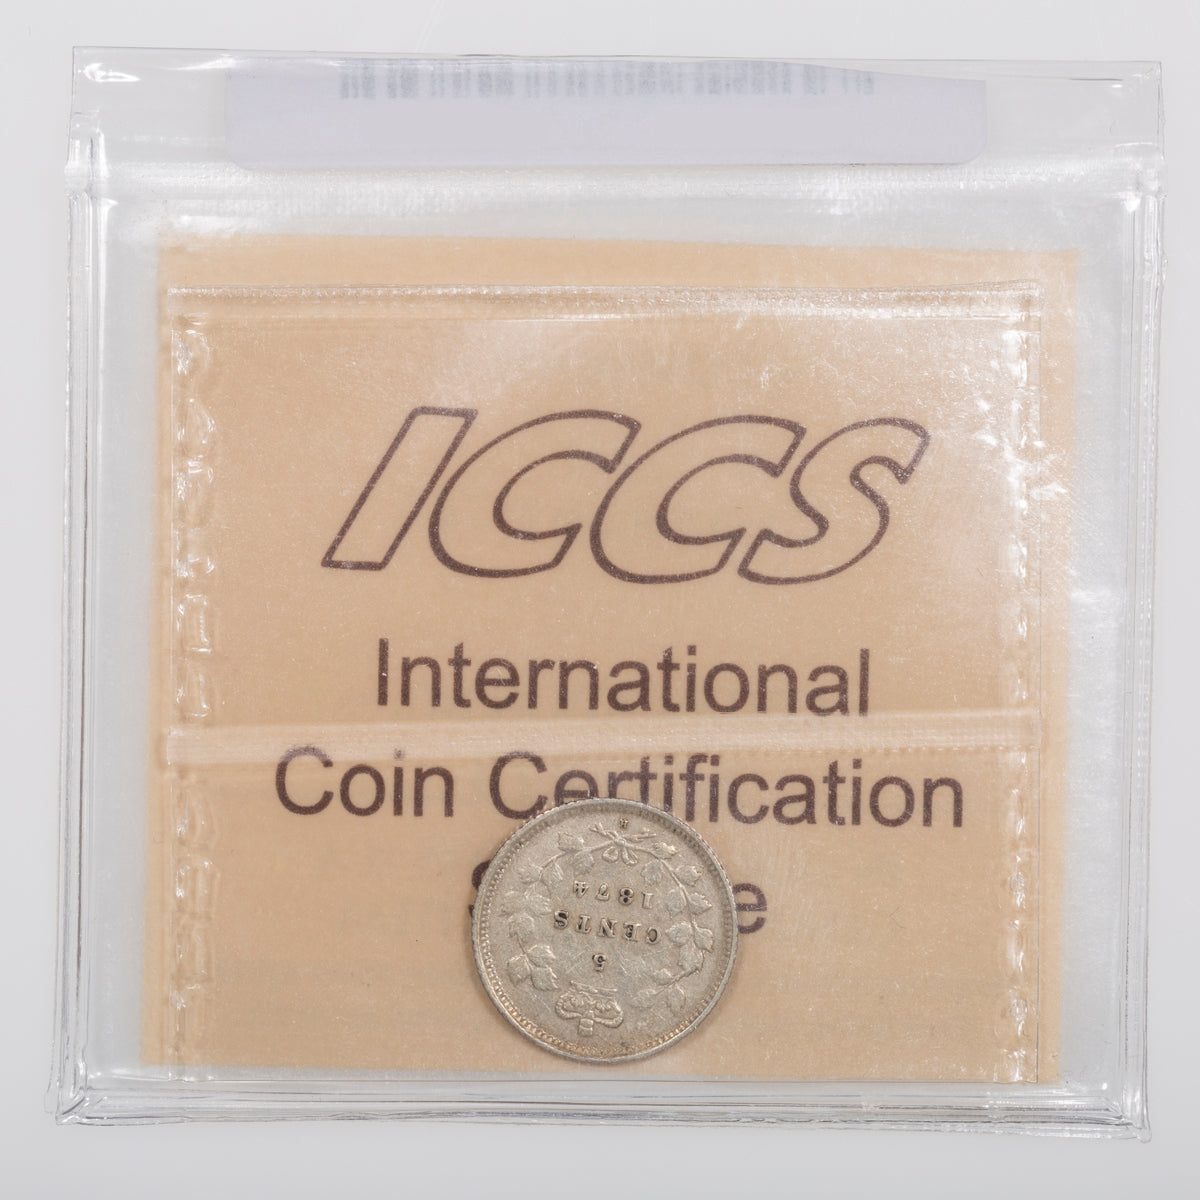 ICCS
International
Coin Certification
5
CENTS
1874
H